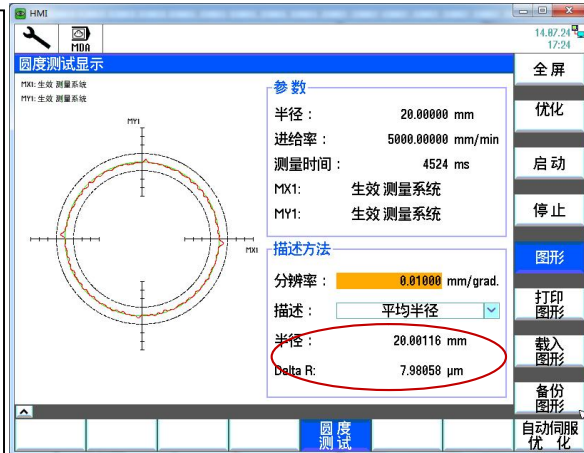 HMI
MDA
14.07.24
17:24
圆度测试显示
MX1: 生效 测量系统
MY1: 生效 测量系统
MY1
MX1
参数
半径： 20.00000 mm
进给率： 5000.00000 mm/min
测量时间： 4524 ms
MX1: 生效 测量系统
MY1: 生效 测量系统
描述方法
分辨率： 0.01000 mm/grad.
描述： 平均半径
半径： 20.00116 mm
Delta R: 7.98058 μm
全屏
优化
启动
停止
图形
打印
图形
载入
图形
备份
图形
圆度
测试
自动伺服
优 化